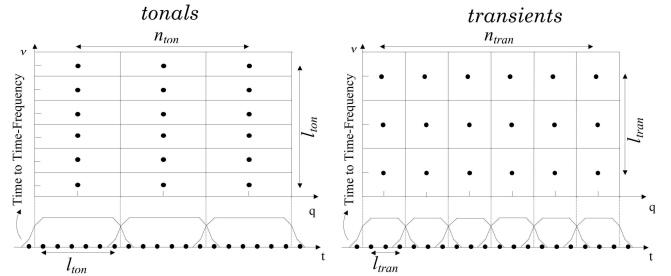 tonals
ν
n_ton
Time to Time-Frequency
l_ton
q
t
l_ton
transients
ν
n_tran
Time to Time-Frequency
l_tran
q
t
l_tran